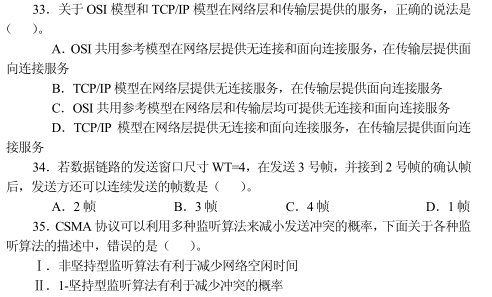 33．关于 OSI 模型和 TCP/IP 模型在网络层和传输层提供的服务，正确的说法是
（ ）。
A．OSI 共用参考模型在网络层提供无连接和面向连接服务，在传输层提供面
向连接服务
B．TCP/IP 模型在网络层提供无连接服务，在传输层提供面向连接服务
C．OSI 共用参考模型在网络层和传输层均可提供无连接和面向连接服务
D．TCP/IP 模型在网络层提供无连接和面向连接服务，在传输层提供面向连
接服务
34．若数据链路的发送窗口尺寸 WT=4，在发送 3 号帧，并接到 2 号帧的确认帧
后，发送方还可以连续发送的帧数是（ ）。
A．2 帧 B．3 帧 C．4 帧 D．1 帧
35．CSMA 协议可以利用多种监听算法来减小发送冲突的概率，下面关于各种监
听算法的描述中，错误的是（ ）。
Ⅰ．非坚持型监听算法有利于减少网络空闲时间
Ⅱ．1-坚持型监听算法有利于减少冲突的概率